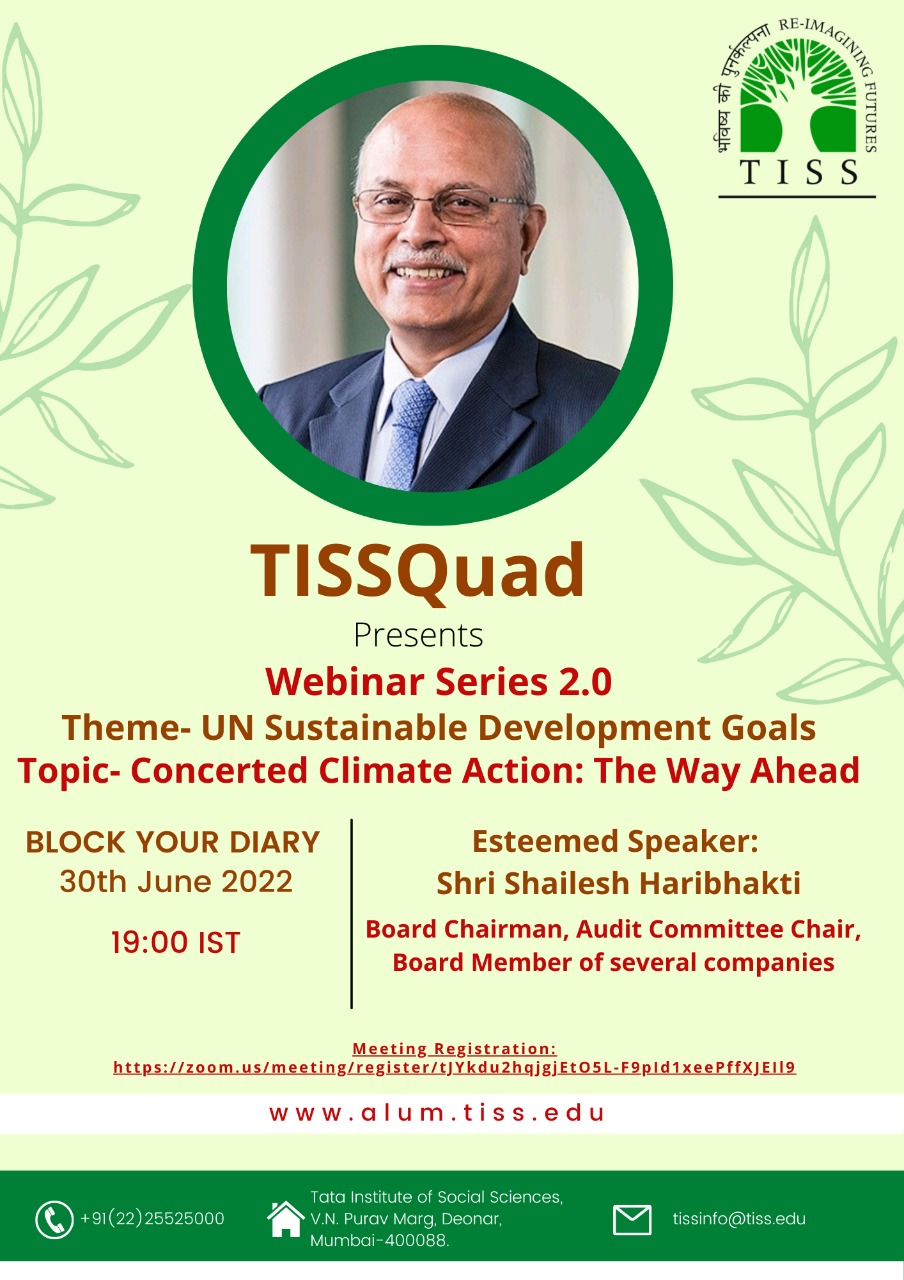 भविष्य की पुनर्कल्पना RE-IMAGINING FUTURES
TISS
TISSQuad
Presents
Webinar Series 2.0
Theme- UN Sustainable Development Goals
Topic- Concerted Climate Action: The Way Ahead
BLOCK YOUR DIARY
30th June 2022
19:00 IST
Esteemed Speaker:
Shri Shailesh Haribhakti
Board Chairman, Audit Committee Chair,
Board Member of several companies
Meeting Registration:
https://zoom.us/meeting/register/tJYkdu2hqjgjEtO5L-F9pId1xeePffXJEIl9
www.alum.tiss.edu
+91(22)25525000
Tata Institute of Social Sciences,
V.N. Purav Marg, Deonar,
Mumbai-400088.
tissinfo@tiss.edu